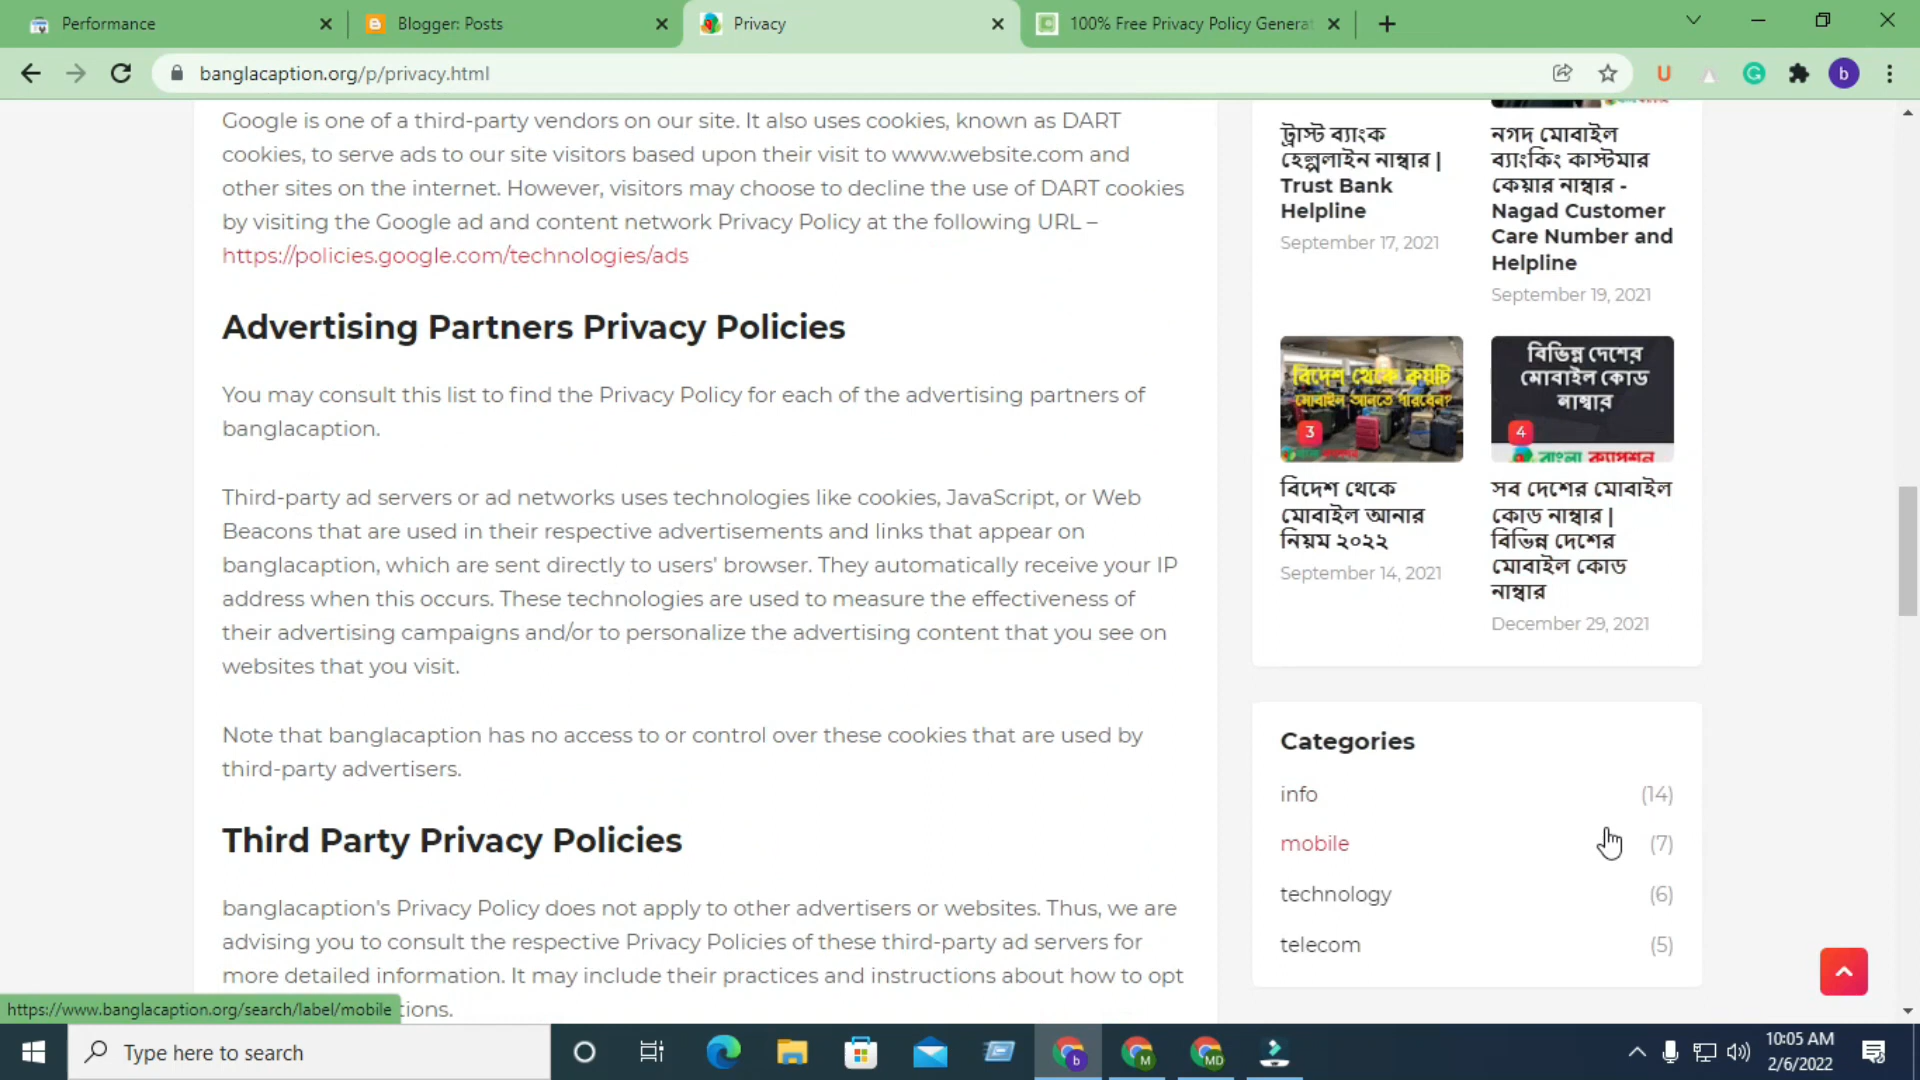 Performance
Blogger: Posts
Privacy
100% Free Privacy Policy Generat
banglacaption.org/p/privacy.html
U
G
b
Google is one of a third-party vendors on our site. It also uses cookies, known as DART
cookies, to serve ads to our site visitors based upon their visit to www.website.com and
other sites on the internet. However, visitors may choose to decline the use of DART cookies
by visiting the Google ad and content network Privacy Policy at the following URL –
https://policies.google.com/technologies/ads
Advertising Partners Privacy Policies
You may consult this list to find the Privacy Policy for each of the advertising partners of
banglacaption.
Third-party ad servers or ad networks uses technologies like cookies, JavaScript, or Web
Beacons that are used in their respective advertisements and links that appear on
banglacaption, which are sent directly to users' browser. They automatically receive your IP
address when this occurs. These technologies are used to measure the effectiveness of
their advertising campaigns and/or to personalize the advertising content that you see on
websites that you visit.
Note that banglacaption has no access to or control over these cookies that are used by
third-party advertisers.
Third Party Privacy Policies
banglacaption's Privacy Policy does not apply to other advertisers or websites. Thus, we are
advising you to consult the respective Privacy Policies of these third-party ad servers for
more detailed information. It may include their practices and instructions about how to opt
tions.
ট্রাস্ট ব্যাংক
হেল্পলাইন নাম্বার |
Trust Bank
Helpline
September 17, 2021
নগদ মোবাইল
ব্যাংকিং কাস্টমার
কেয়ার নাম্বার -
Nagad Customer
Care Number and
Helpline
September 19, 2021
বিদেশ থেকে কয়টি
মোবাইল আনতে পারবেন?
3
বিদেশ থেকে
মোবাইল আনার
নিয়ম ২০২২
September 14, 2021
বিভিন্ন দেশের
মোবাইল কোড
নাম্বার
4
বাংলা ক্যাপশন
সব দেশের মোবাইল
কোড নাম্বার |
বিভিন্ন দেশের
মোবাইল কোড
নাম্বার
December 29, 2021
Categories
info (14)
mobile (7)
technology (6)
telecom (5)
https://www.banglacaption.org/search/label/mobile
Type here to search
b
M
MD
10:05 AM
2/6/2022